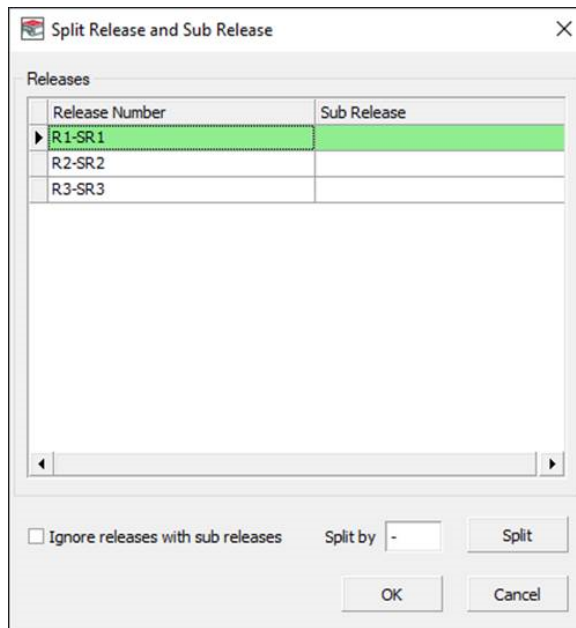 Split Release and Sub Release
Releases
Release Number Sub Release
R1-SR1
R2-SR2
R3-SR3
Ignore releases with sub releases Split by - Split
OK Cancel